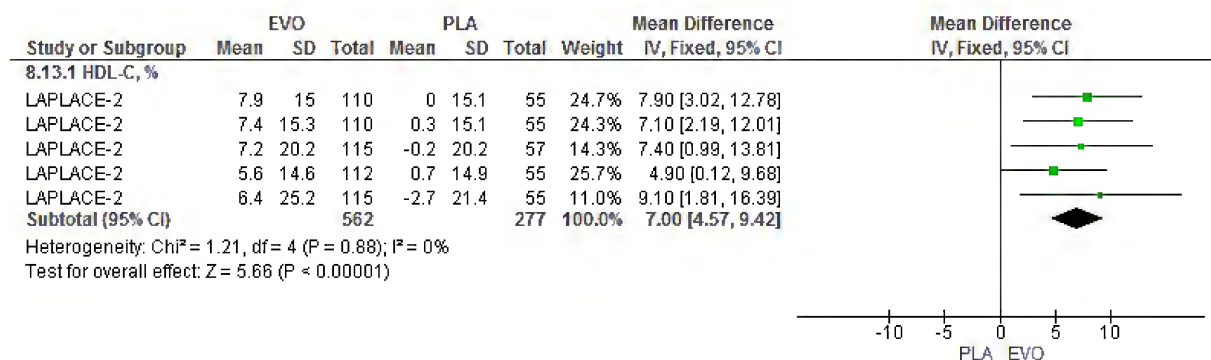 EVO PLA Mean Difference Mean Difference
Study or Subgroup Mean SD Total Mean SD Total Weight IV, Fixed, 95% CI IV, Fixed, 95% CI
8.13.1 HDL-C, %
LAPLACE-2 7.9 15 110 0 15.1 55 24.7% 7.90 [3.02, 12.78]
LAPLACE-2 7.4 15.3 110 0.3 15.1 55 24.3% 7.10 [2.19, 12.01]
LAPLACE-2 7.2 20.2 115 -0.2 20.2 57 14.3% 7.40 [0.99, 13.81]
LAPLACE-2 5.6 14.6 112 0.7 14.9 55 25.7% 4.90 [0.12, 9.68]
LAPLACE-2 6.4 25.2 115 -2.7 21.4 55 11.0% 9.10 [1.81, 16.39]
Subtotal (95% CI) 562 277 100.0% 7.00 [4.57, 9.42]
Heterogeneity: Chi² = 1.21, df = 4 (P = 0.88); I² = 0%
Test for overall effect: Z = 5.66 (P < 0.00001)
-10 -5 0 5 10
PLA EVO